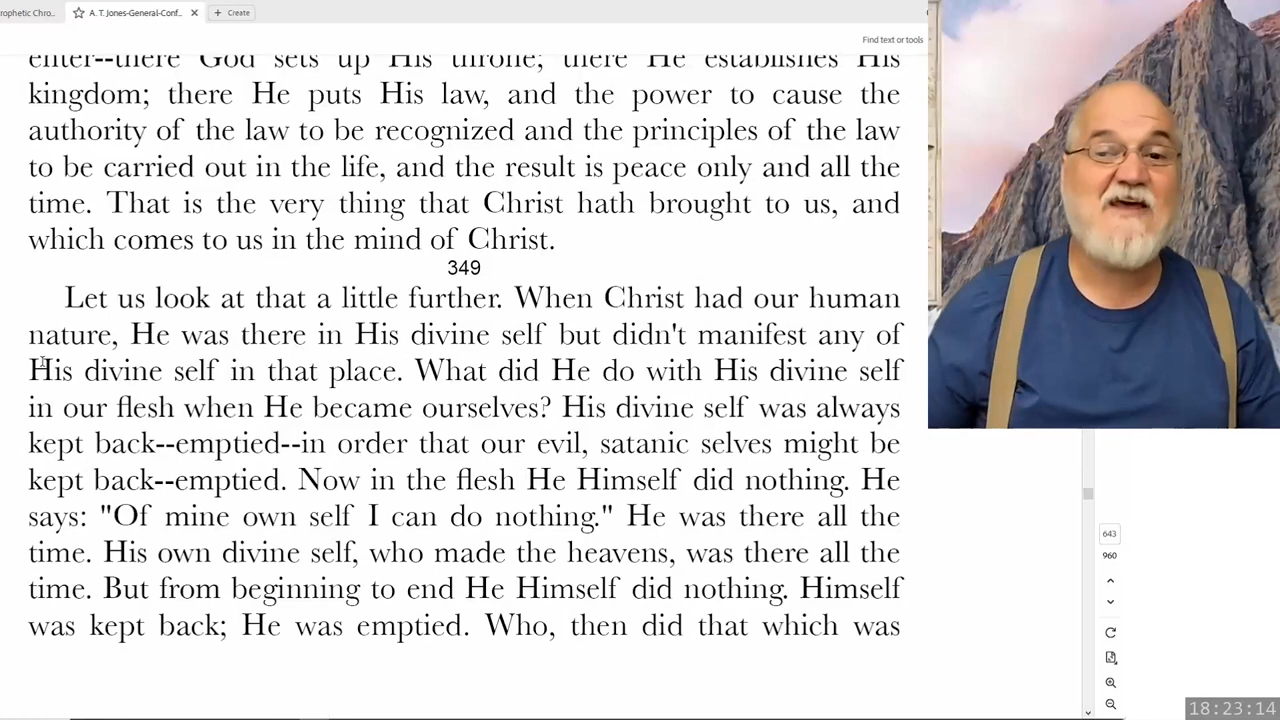 rophetic Chro...
A. T. Jones-General-Conf...
Create
Find text or tools
enter--there God sets up His throne; there He establishes His
kingdom; there He puts His law, and the power to cause the
authority of the law to be recognized and the principles of the law
to be carried out in the life, and the result is peace only and all the
time. That is the very thing that Christ hath brought to us, and
which comes to us in the mind of Christ.
349
Let us look at that a little further. When Christ had our human
nature, He was there in His divine self but didn't manifest any of
His divine self in that place. What did He do with His divine self
in our flesh when He became ourselves? His divine self was always
kept back--emptied--in order that our evil, satanic selves might be
kept back--emptied. Now in the flesh He Himself did nothing. He
says: "Of mine own self I can do nothing." He was there all the
time. His own divine self, who made the heavens, was there all the
time. But from beginning to end He Himself did nothing. Himself
was kept back; He was emptied. Who, then did that which was
643
960
18:23:14